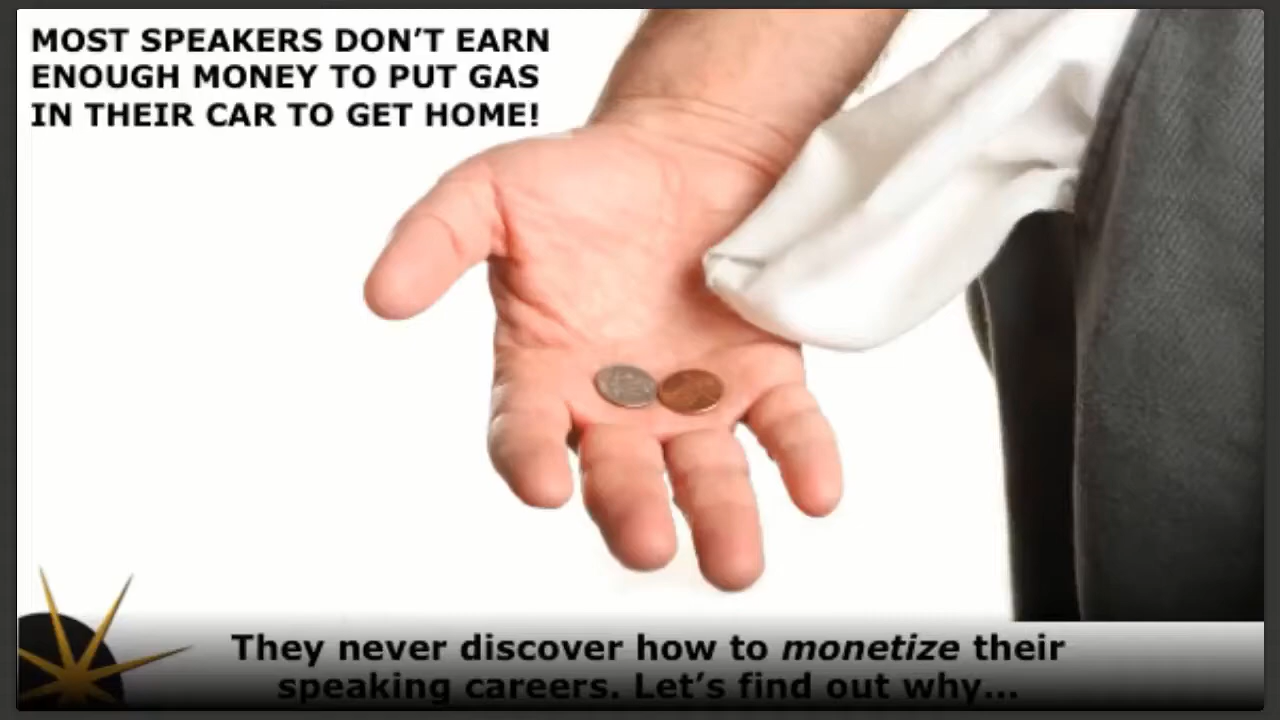 MOST SPEAKERS DON’T EARN
ENOUGH MONEY TO PUT GAS
IN THEIR CAR TO GET HOME!
They never discover how to monetize their
speaking careers. Let’s find out why...